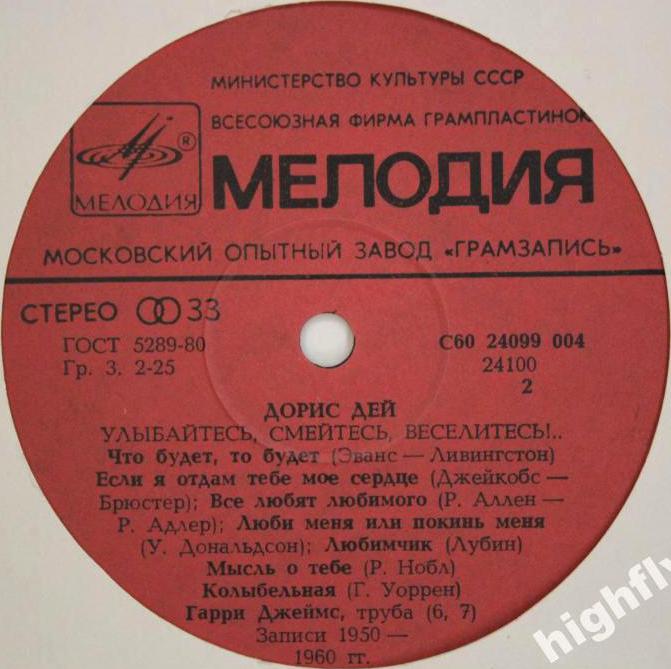 МИНИСТЕРСТВО КУЛЬТУРЫ СССР
ВСЕСОЮЗНАЯ ФИРМА ГРАМПЛАСТИНОК
®
МЕЛОДИЯ
МЕЛОДИЯ
МОСКОВСКИЙ ОПЫТНЫЙ ЗАВОД «ГРАМЗАПИСЬ»
СТЕРЕО 33
ГОСТ 5289-80
Гр. 3. 2-25
С60 24099 004
24100
2
ДОРИС ДЕЙ
УЛЫБАЙТЕСЬ, СМЕЙТЕСЬ, ВЕСЕЛИТЕСЬ!..
Что будет, то будет (Эванс — Ливингстон)
Если я отдам тебе мое сердце (Джейкобс —
Брюстер); Все любят любимого (Р. Аллен —
Р. Адлер); Люби меня или покинь меня
(У. Дональдсон); Любимчик (Лубин)
Мысль о тебе (Р. Нобл)
Колыбельная (Г. Уоррен)
Гарри Джеймс, труба (6, 7)
Записи 1950 —
1960 гг.
highfly